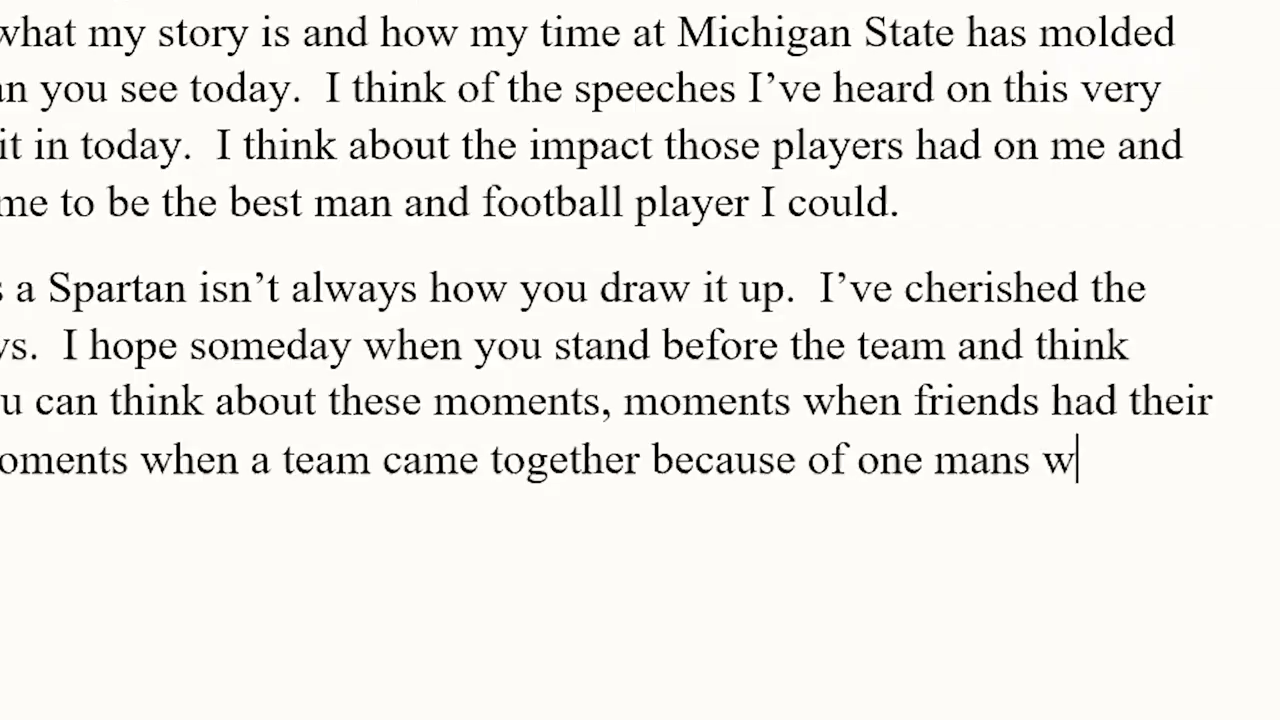 what my story is and how my time at Michigan State has molded
an you see today.  I think of the speeches I’ve heard on this very
it in today.  I think about the impact those players had on me and
me to be the best man and football player I could.
s a Spartan isn’t always how you draw it up.  I’ve cherished the
ys.  I hope someday when you stand before the team and think
u can think about these moments, moments when friends had their
oments when a team came together because of one mans w